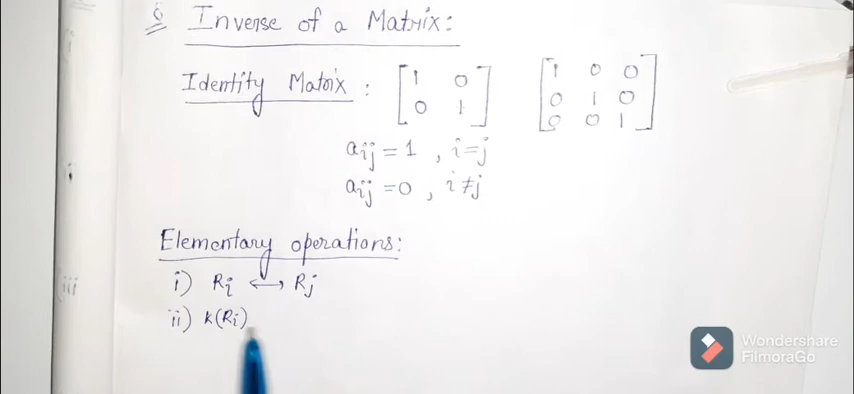 Inverse of a Matrix:
Identity Matrix : [1 0 0 1] [1 0 0 0 1 0 0 0 1]
aij = 1 , i=j
aij =0 , i≠j
Elementary operations:
i) Ri ⟷ Rj
ii) K(Ri)
iii
Wondershare
FilmoraGo